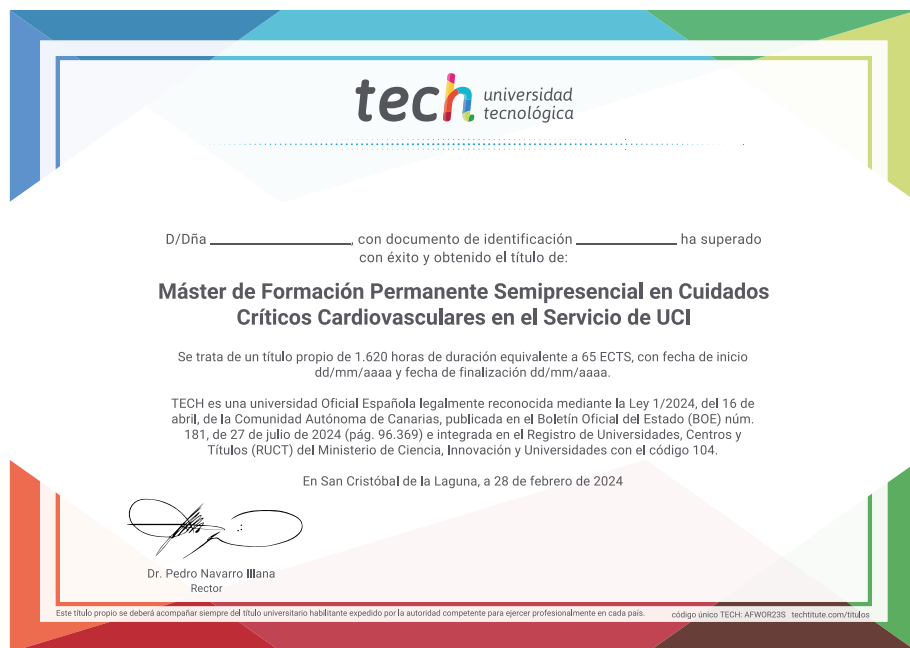 tech universidad
tecnológica
D/Dña ________________, con documento de identificación ____________ ha superado
con éxito y obtenido el título de:
Máster de Formación Permanente Semipresencial en Cuidados
Críticos Cardiovasculares en el Servicio de UCI
Se trata de un título propio de 1.620 horas de duración equivalente a 65 ECTS, con fecha de inicio
dd/mm/aaaa y fecha de finalización dd/mm/aaaa.
TECH es una universidad Oficial Española legalmente reconocida mediante la Ley 1/2024, del 16 de
abril, de la Comunidad Autónoma de Canarias, publicada en el Boletín Oficial del Estado (BOE) núm.
181, de 27 de julio de 2024 (pág. 96.369) e integrada en el Registro de Universidades, Centros y
Títulos (RUCT) del Ministerio de Ciencia, Innovación y Universidades con el código 104.
En San Cristóbal de la Laguna, a 28 de febrero de 2024
Dr. Pedro Navarro Illana
Rector
Este título propio se deberá acompañar siempre del título universitario habilitante expedido por la autoridad competente para ejercer profesionalmente en cada país. código único TECH: AFWOR23S techtitute.com/titulos